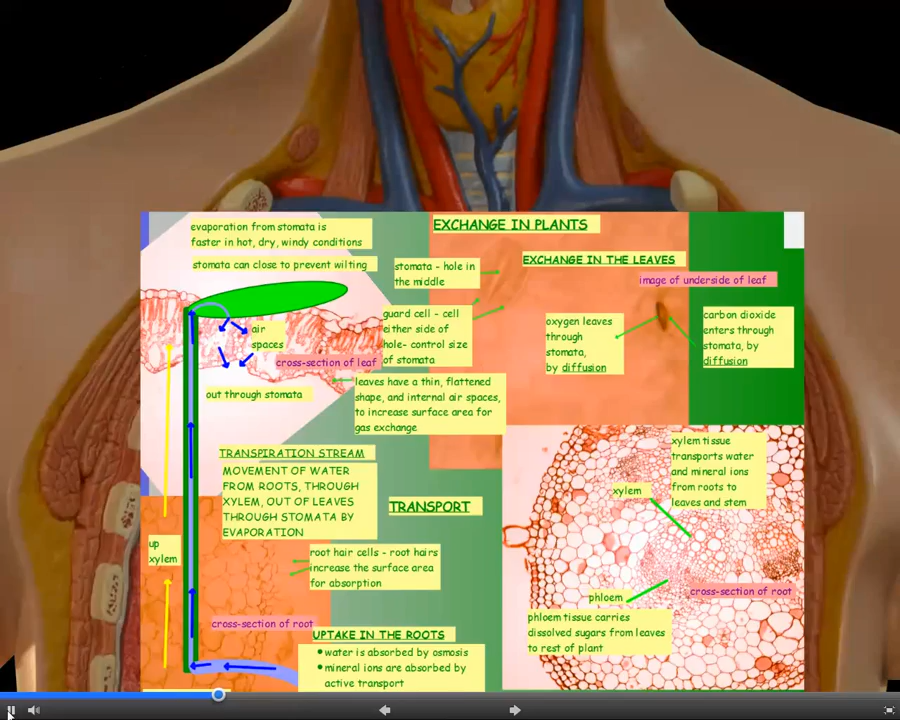 EXCHANGE IN PLANTS
evaporation from stomata is
faster in hot, dry, windy conditions
stomata can close to prevent wilting
stomata - hole in
the middle
EXCHANGE IN THE LEAVES
image of underside of leaf
guard cell - cell
either side of
hole- control size
of stomata
oxygen leaves
through
stomata,
by diffusion
carbon dioxide
enters through
stomata, by
diffusion
air
spaces
cross-section of leaf
out through stomata
leaves have a thin, flattened
shape, and internal air spaces,
to increase surface area for
gas exchange
TRANSPIRATION STREAM
MOVEMENT OF WATER
FROM ROOTS, THROUGH
XYLEM, OUT OF LEAVES
THROUGH STOMATA BY
EVAPORATION
TRANSPORT
xylem tissue
transports water
and mineral ions
from roots to
leaves and stem
xylem
up
xylem
root hair cells - root hairs
increase the surface area
for absorption
phloem
cross-section of root
phloem tissue carries
dissolved sugars from leaves
to rest of plant
cross-section of root
UPTAKE IN THE ROOTS
•water is absorbed by osmosis
•mineral ions are absorbed by
active transport